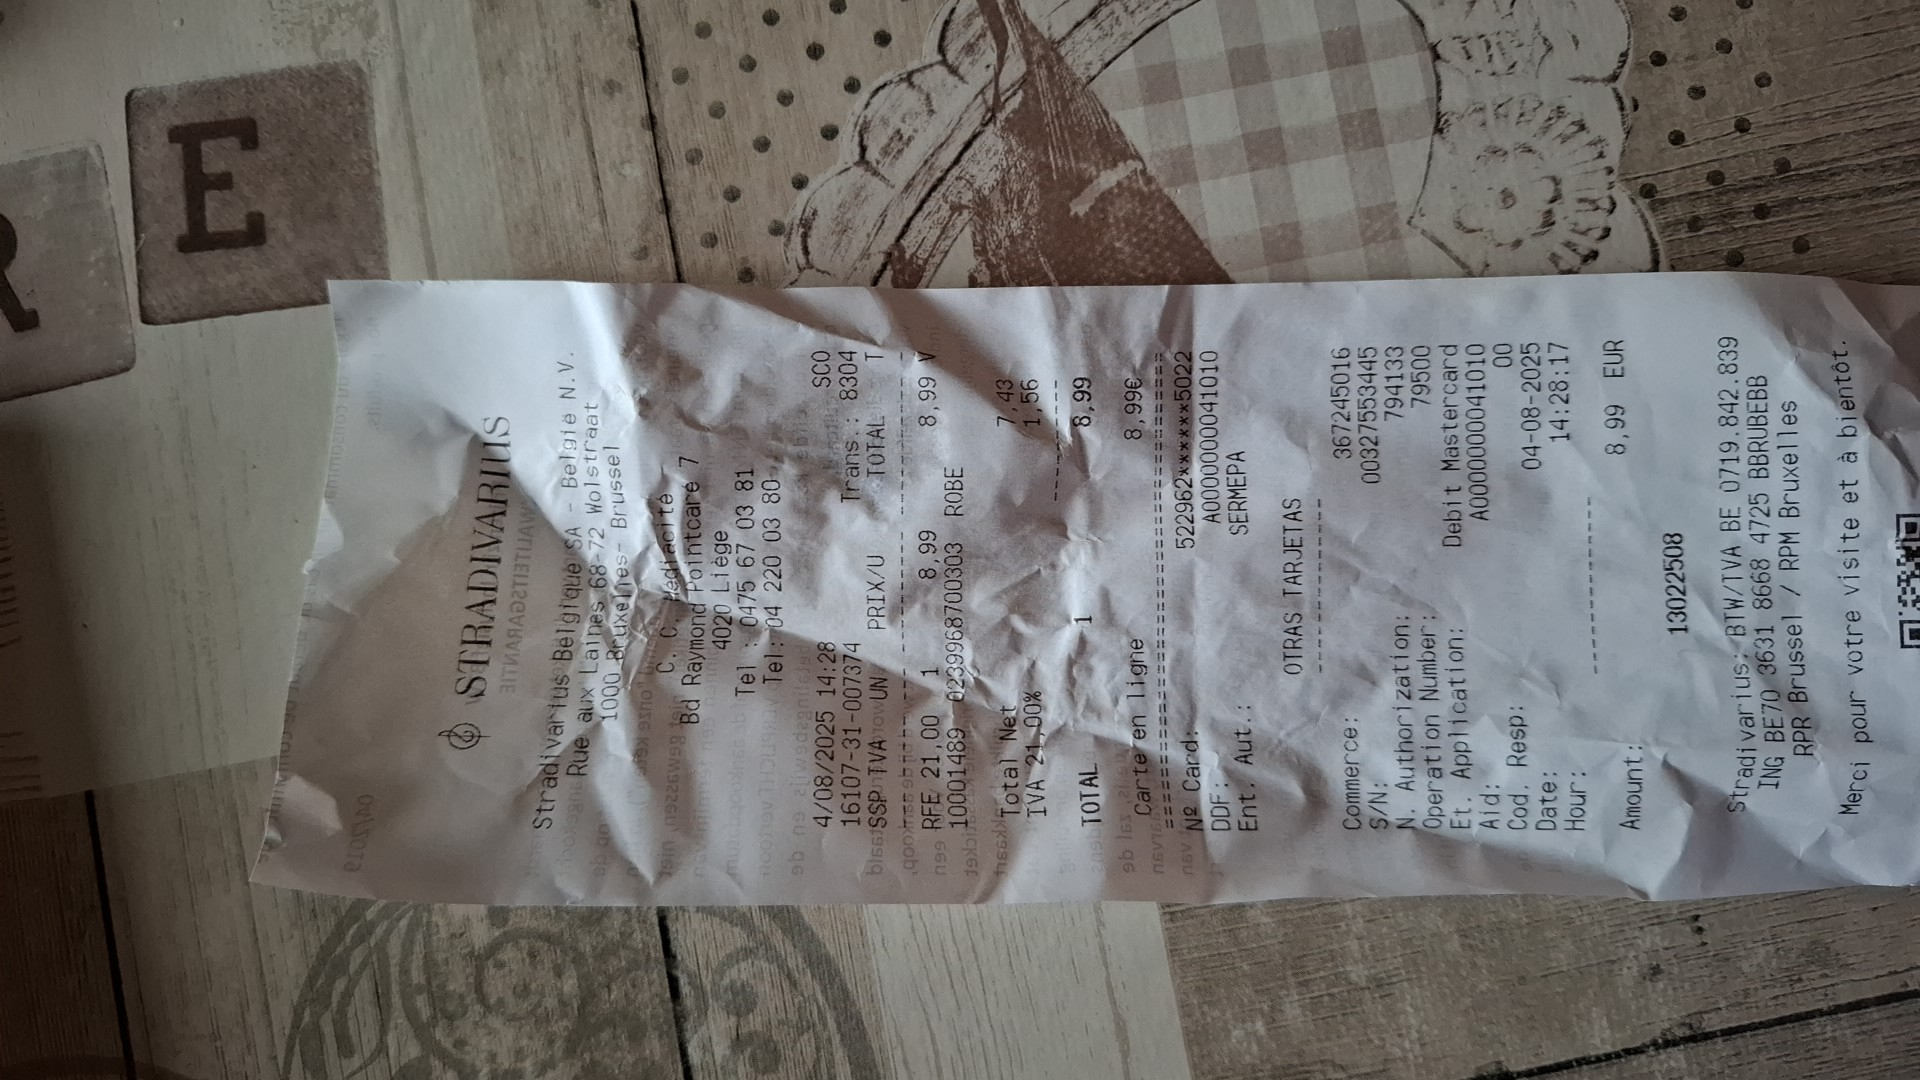 R
E
STRADIVARIUS
KWALITEITSGARANTIE
Stradivarius Belgique SA - België N.V.
Rue aux Laines 68-72 Wolstraat
1000 Bruxelles- Brussel
C. C. Médiacité
Bd Raymond Pointcaré 7
4020 Liège
Tel : 0475 67 03 81
Tel: 04 220 03 80
4/08/2025 14:28 SCO
16107-31-007374 Trans.: 8304
SSP TVA UN PRIX/U TOTAL T
RFE 21,00 1 8,99 8,99 V
10001489 0239968700303 ROBE
Total Net 7,43
IVA 21,00% 1,56
TOTAL 1 8,99
Carte en ligne 8,99€
Nº Card: 522962*******5022
DDF: A0000000041010
Ent. Aut.: SERMEPA
OTRAS TARJETAS
Commerce: 367245016
S/N: 00327553445
N. Authorization: 794133
Operation Number: 79500
Et. Application: Debit Mastercard
Aid: A0000000041010
Cod. Resp: 00
Date: 04-08-2025
Hour: 14:28:17
Amount: 8,99 EUR
13022508
Stradivarius:BTW/TVA BE 0719.842.839
ING BE70 3631 8668 4725 BBRUBEBB
RPR Brussel / RPM Bruxelles
Merci pour votre visite et à bientôt.
04/2019